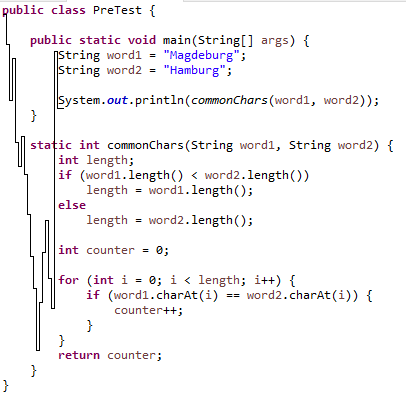 public class PreTest {
public static void main(String[] args) {
String word1 = "Magdeburg";
String word2 = "Hamburg";
System.out.println(commonChars(word1, word2));
}
static int commonChars(String word1, String word2) {
int length;
if (word1.length() < word2.length())
length = word1.length();
else
length = word2.length();
int counter = 0;
for (int i = 0; i < length; i++) {
if (word1.charAt(i) == word2.charAt(i)) {
counter++;
}
}
return counter;
}
}